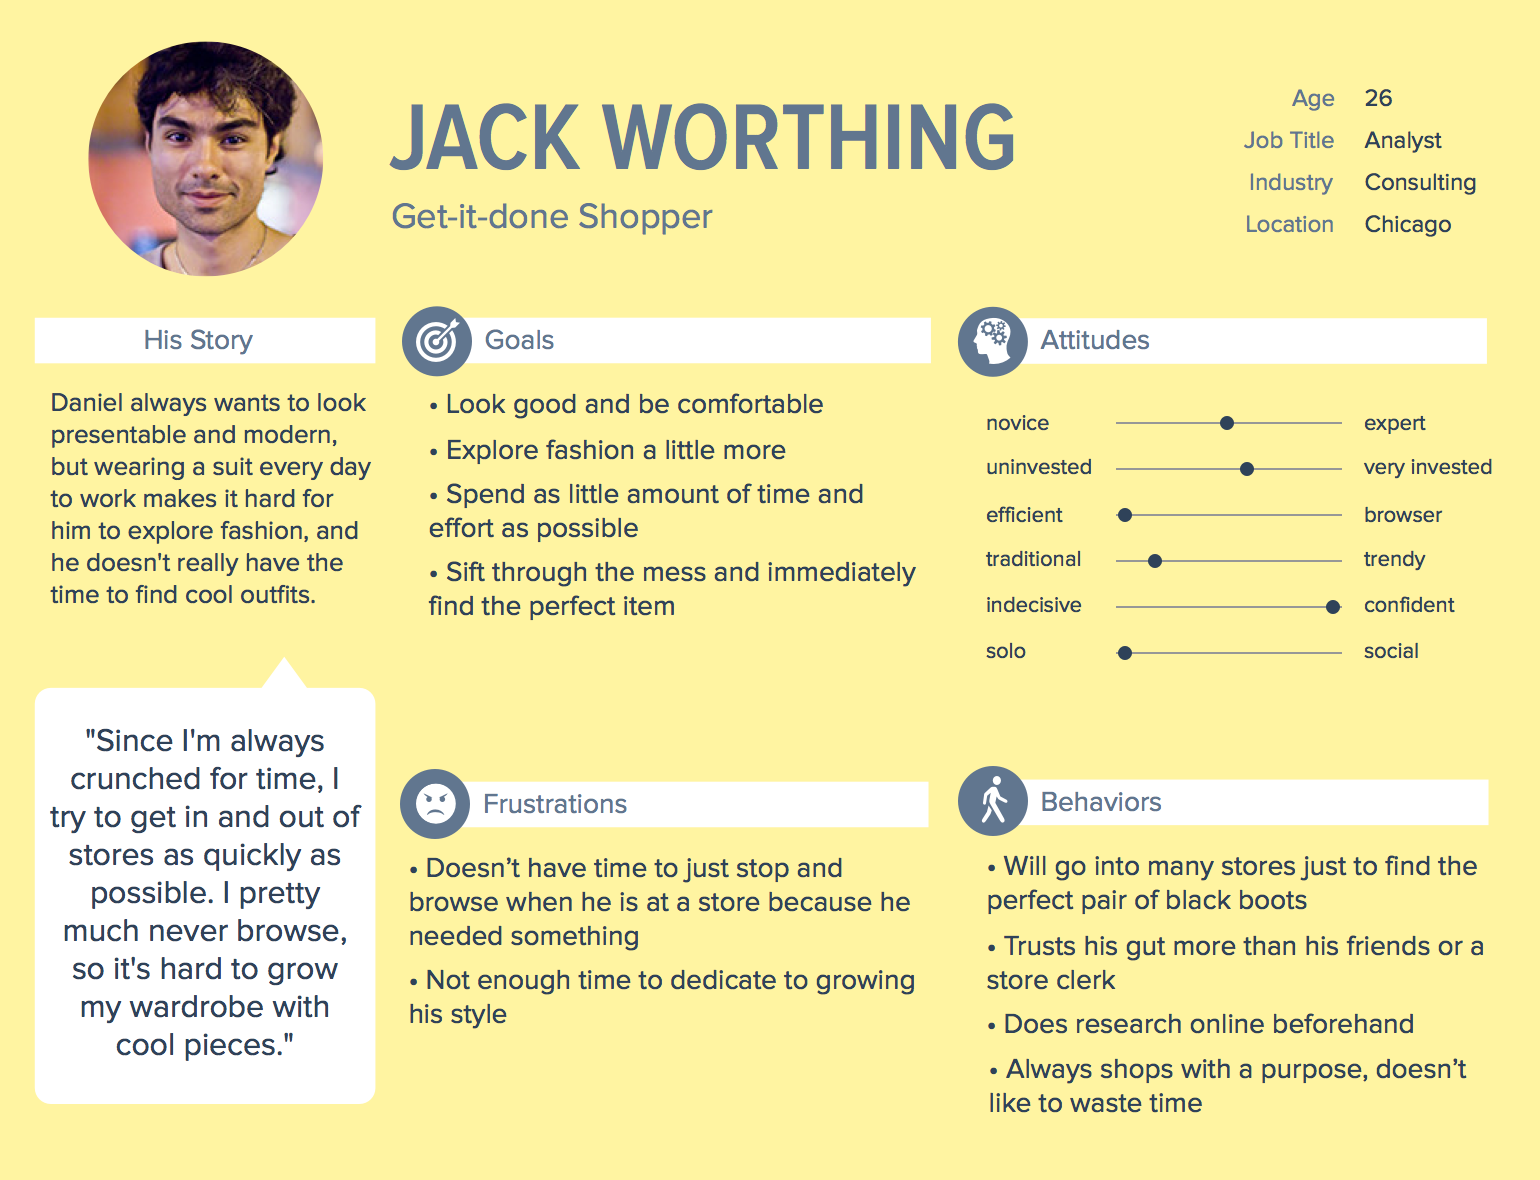 JACK WORTHING
Get-it-done Shopper
Age 26
Job Title Analyst
Industry Consulting
Location Chicago
His Story
Daniel always wants to look
presentable and modern,
but wearing a suit every day
to work makes it hard for
him to explore fashion, and
he doesn't really have the
time to find cool outfits.
"Since I'm always
crunched for time, I
try to get in and out of
stores as quickly as
possible. I pretty
much never browse,
so it's hard to grow
my wardrobe with
cool pieces."
Goals
• Look good and be comfortable
• Explore fashion a little more
• Spend as little amount of time and
effort as possible
• Sift through the mess and immediately
find the perfect item
Attitudes
novice expert
uninvested very invested
efficient browser
traditional trendy
indecisive confident
solo social
Frustrations
• Doesn’t have time to just stop and
browse when he is at a store because he
needed something
• Not enough time to dedicate to growing
his style
Behaviors
• Will go into many stores just to find the
perfect pair of black boots
• Trusts his gut more than his friends or a
store clerk
• Does research online beforehand
• Always shops with a purpose, doesn’t
like to waste time